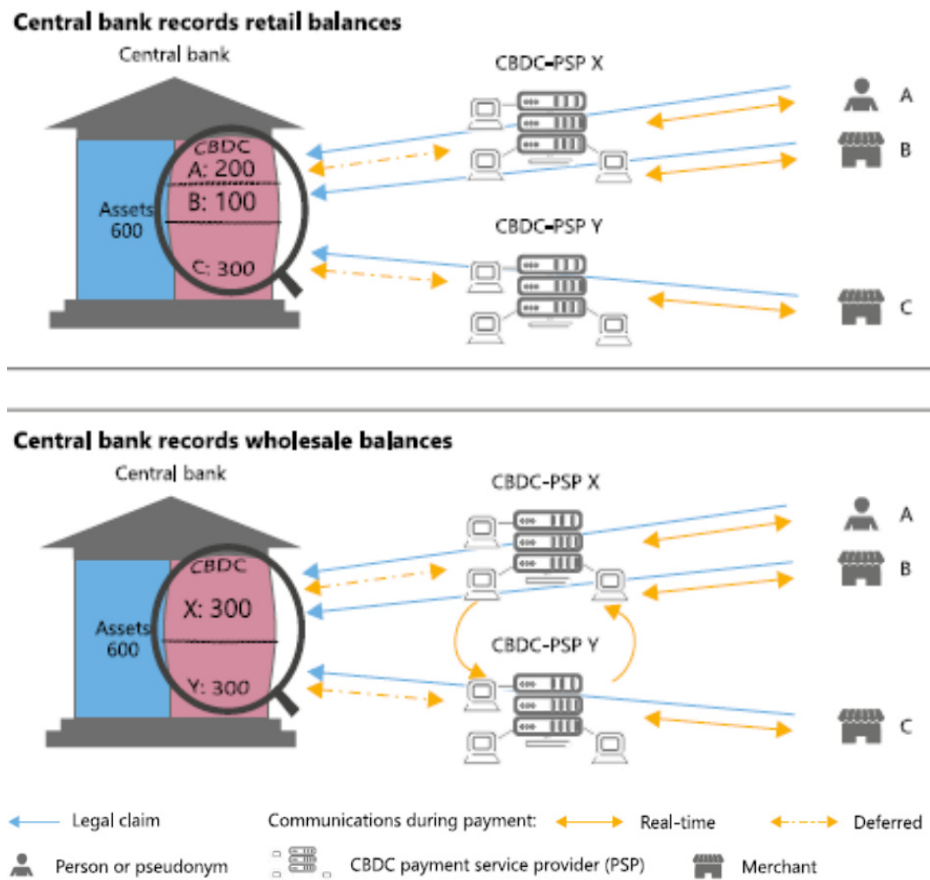 Central bank records retail balances
Central bank
CBDC-PSP X
CBDC
A: 200
B: 100
Assets
600
C: 300
A
B
CBDC-PSP Y
C
Central bank records wholesale balances
Central bank
CBDC-PSP X
CBDC
X: 300
Assets
600
Y: 300
A
B
CBDC-PSP Y
C
Legal claim
Communications during payment:
Real-time
Deferred
Person or pseudonym
CBDC payment service provider (PSP)
Merchant